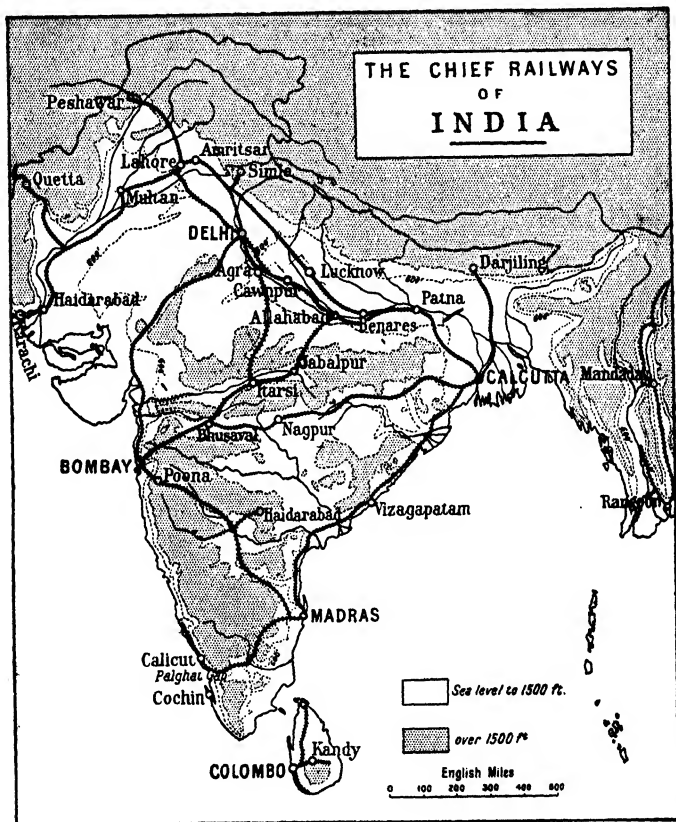 THE CHIEF RAILWAYS
OF
INDIA
Peshawar
Amritsar
Lahore
Simla
Quetta
Multan
DELHI
Agra
Lucknow
Darjiling
Cawnpur
Haidarabad
Allahabad
Benares
Patna
Karachi
Jabalpur
CALCUTTA
Mandalay
Itarsi
Bhusaval
Nagpur
BOMBAY
Poona
Haidarabad
Vizagapatam
Rangoon
MADRAS
Calicut
Palghat Gap
Cochin
Sea level to 1500 ft.
over 1500 ft
Kandy
COLOMBO
English Miles
0 100 200 300 400 500